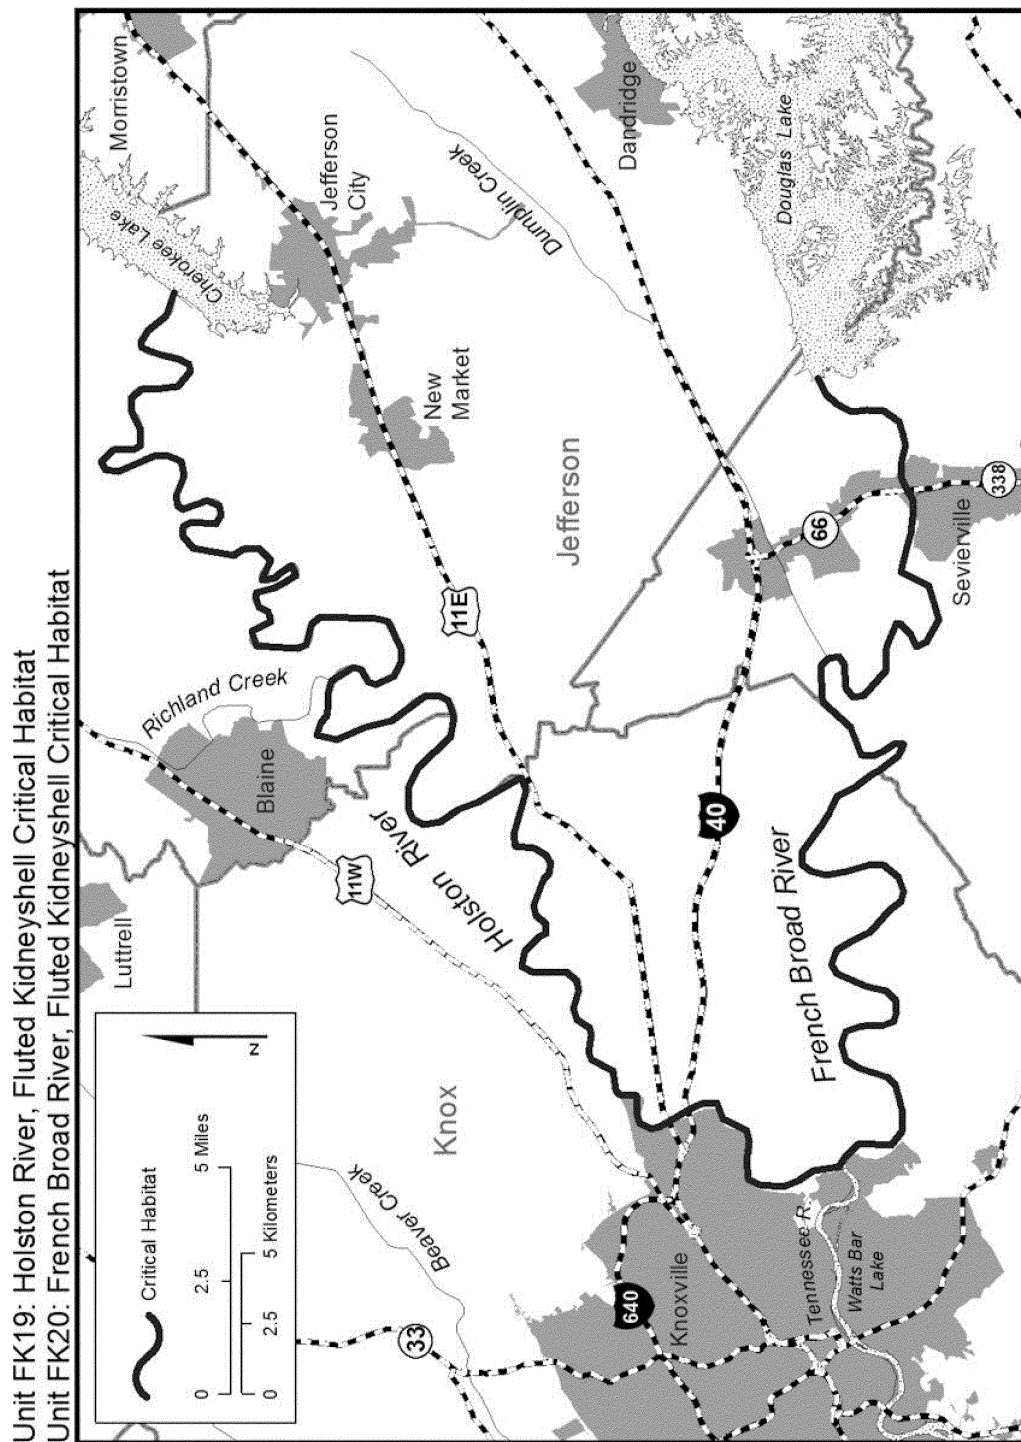 Unit FK19: Holston River, Fluted Kidneyshell Critical Habitat
Unit FK20: French Broad River, Fluted Kidneyshell Critical Habitat
Critical Habitat
0 2.5 5 Miles
0 2.5 5 Kilometers
N
Luttrell
Blaine
Richland Creek
Morristown
Cherokee Lake
Jefferson
City
New
Market
11W
11E
Holston River
Knox
Beaver Creek
33
Jefferson
Dumplin Creek
Dandridge
Douglas Lake
640
Knoxville
40
66
338
Sevierville
French Broad River
Tennessee R.
Watts Bar
Lake